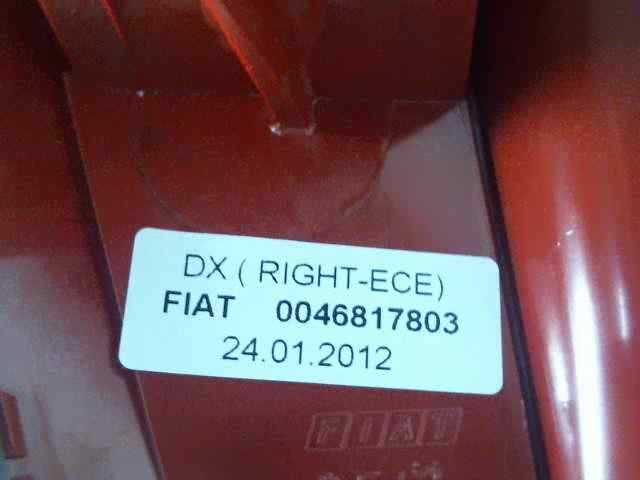 DX ( RIGHT-ECE)
FIAT 0046817803
24.01.2012
FIAT